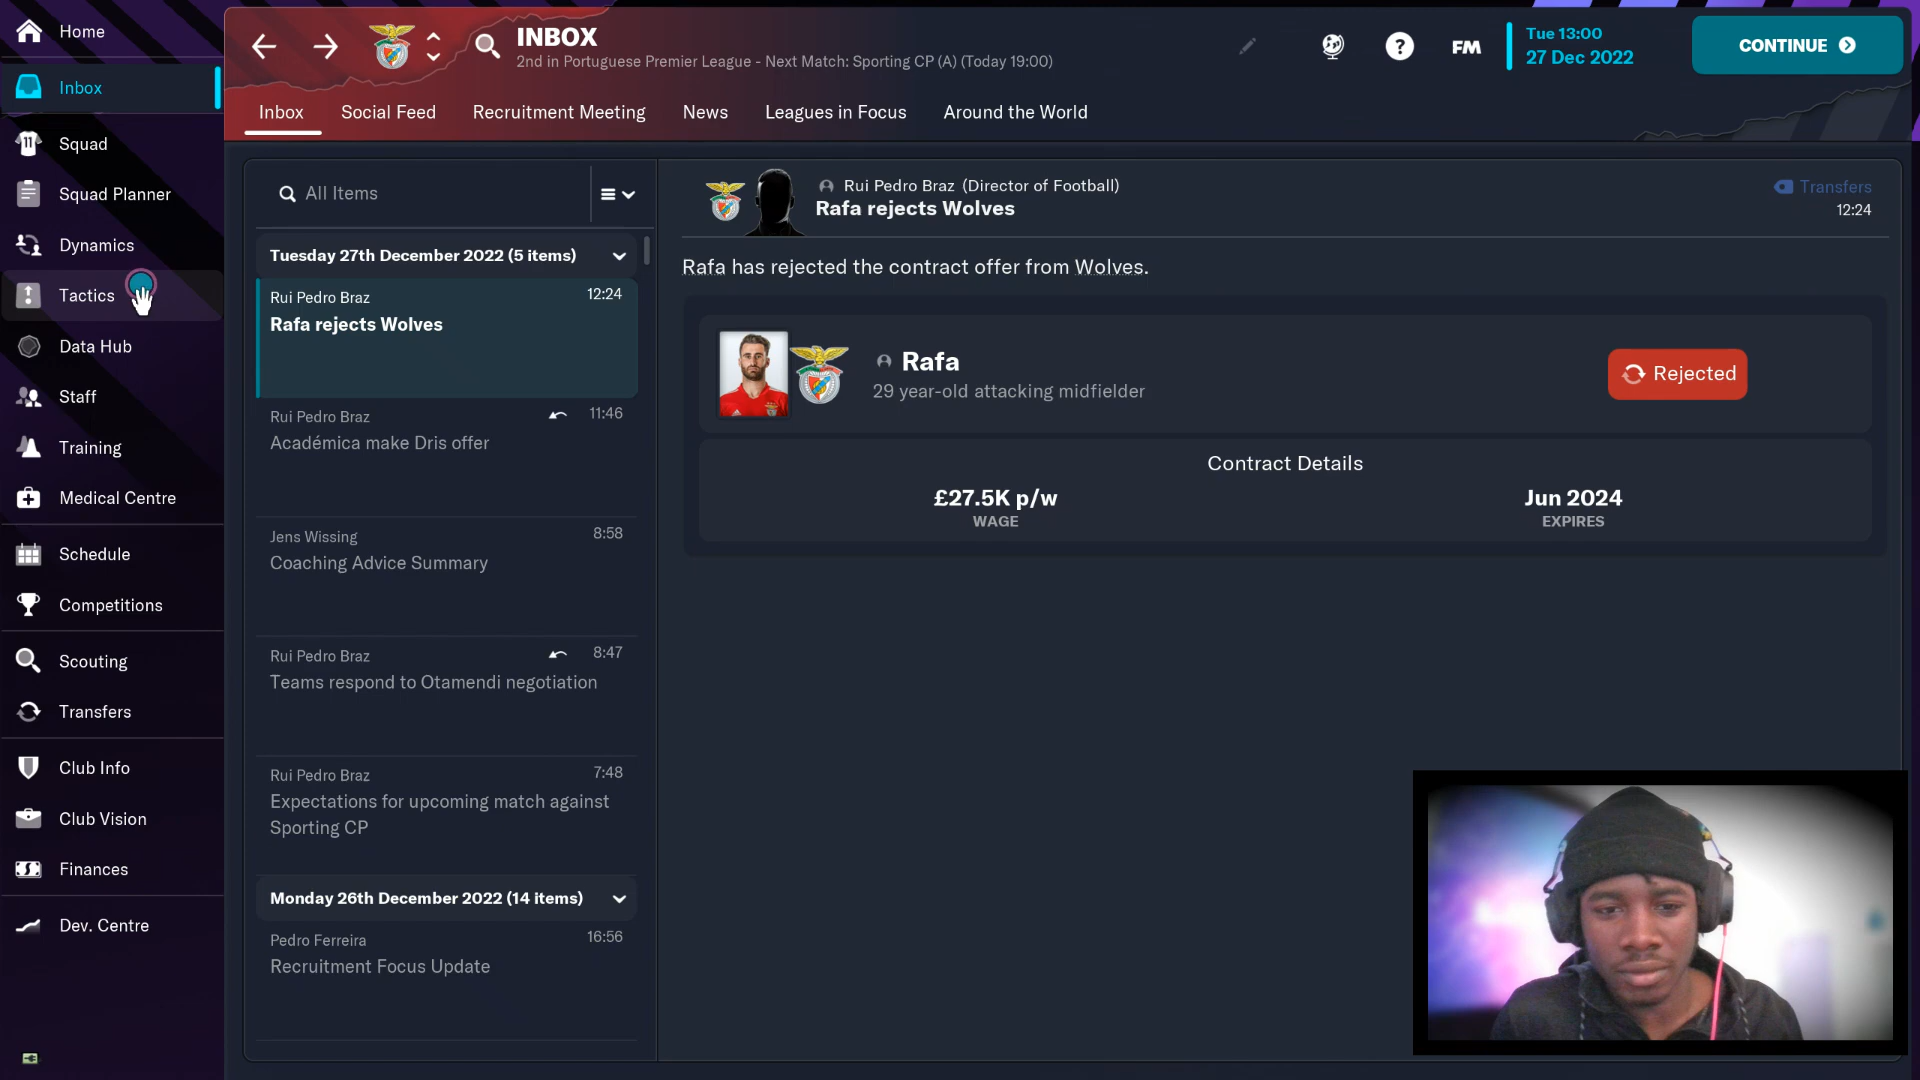 Home
Inbox
Squad
Squad Planner
Dynamics
Tactics
Data Hub
Staff
Training
Medical Centre
Schedule
Competitions
Scouting
Transfers
Club Info
Club Vision
Finances
Dev. Centre
INBOX
2nd in Portuguese Premier League - Next Match: Sporting CP (A) (Today 19:00)
?
FM
Tue 13:00
27 Dec 2022
CONTINUE
Inbox
Social Feed
Recruitment Meeting
News
Leagues in Focus
Around the World
All Items
Tuesday 27th December 2022 (5 items)
Rui Pedro Braz 12:24
Rafa rejects Wolves
Rui Pedro Braz 11:46
Académica make Dris offer
Jens Wissing 8:58
Coaching Advice Summary
Rui Pedro Braz 8:47
Teams respond to Otamendi negotiation
Rui Pedro Braz 7:48
Expectations for upcoming match against
Sporting CP
Monday 26th December 2022 (14 items)
Pedro Ferreira 16:56
Recruitment Focus Update
Rui Pedro Braz (Director of Football)
Rafa rejects Wolves
Transfers
12:24
Rafa has rejected the contract offer from Wolves.
Rafa
29 year-old attacking midfielder
Rejected
Contract Details
£27.5K p/w
WAGE
Jun 2024
EXPIRES